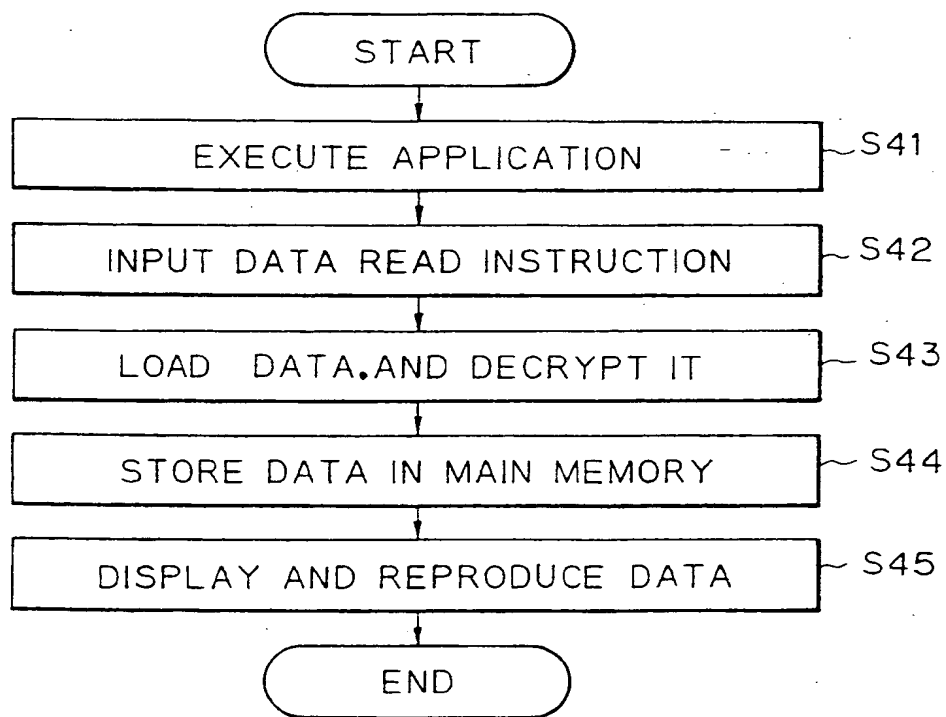 START
EXECUTE APPLICATION S41
INPUT DATA READ INSTRUCTION S42
LOAD DATA.AND DECRYPT IT S43
STORE DATA IN MAIN MEMORY S44
DISPLAY AND REPRODUCE DATA S45
END